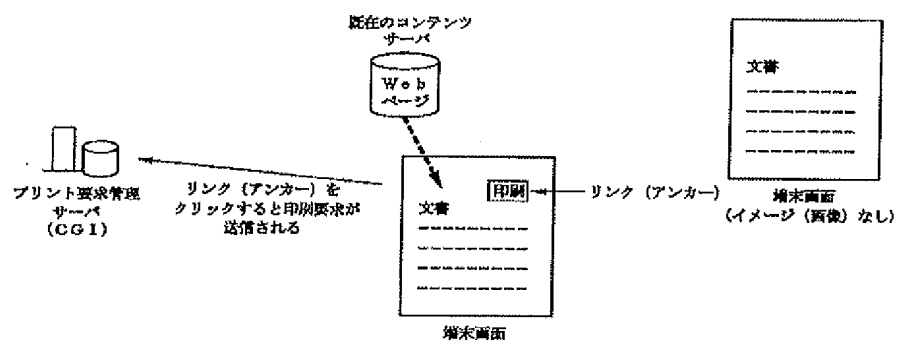 既在のコンテンツ
サーバ
Web
ページ
文書
プリント要求管理
サーバ
(CGI)
リンク(アンカー)を
クリックすると印刷要求が
送信される
印刷
文書
リンク(アンカー)
端末画面
(イメージ(画像)なし)
端末画面